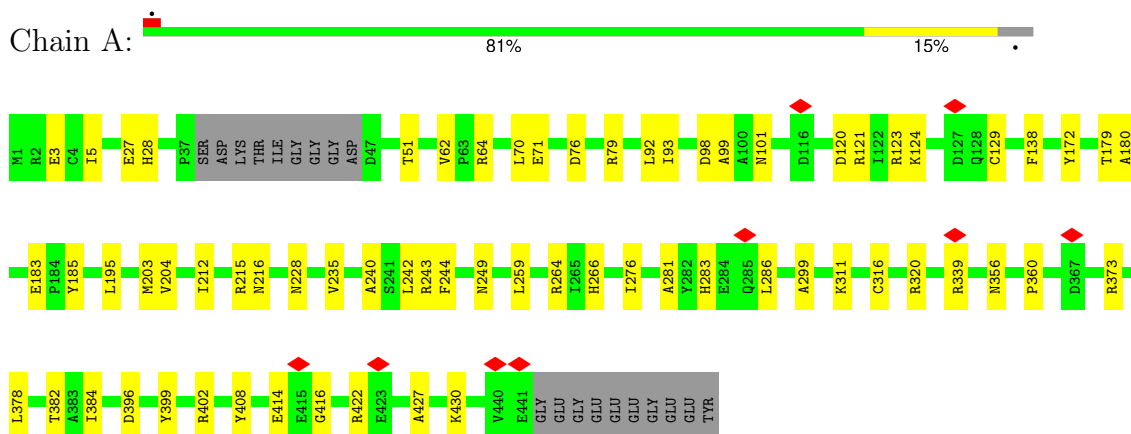 Chain A:
81% 15%
M1 R2 E3 C4 I5 E27 H28 P37 SER ASP LYS THR ILE GLY GLY GLY ASP D47 T51 V62 P63 R64 L70 E71 D76 R79 L92 I93 D98 A99 A100 N101 D116 D120 R121 I122 R123 K124 D127 Q128 C129 F138 Y172 T179 A180
E183 P184 Y185 L195 M203 V204 I212 R215 N216 N228 V235 A240 S241 L242 R243 F244 N249 L259 R264 I265 H266 I276 A281 Y282 H283 E284 Q285 L286 A299 K311 C316 R320 R339 N356 P360 D367 R373
L378 T382 A383 I384 D396 Y399 R402 Y408 E414 E415 G416 R422 E423 A427 K430 V440 E441 GLY GLU GLY GLU GLU GLU GLY GLU GLU TYR